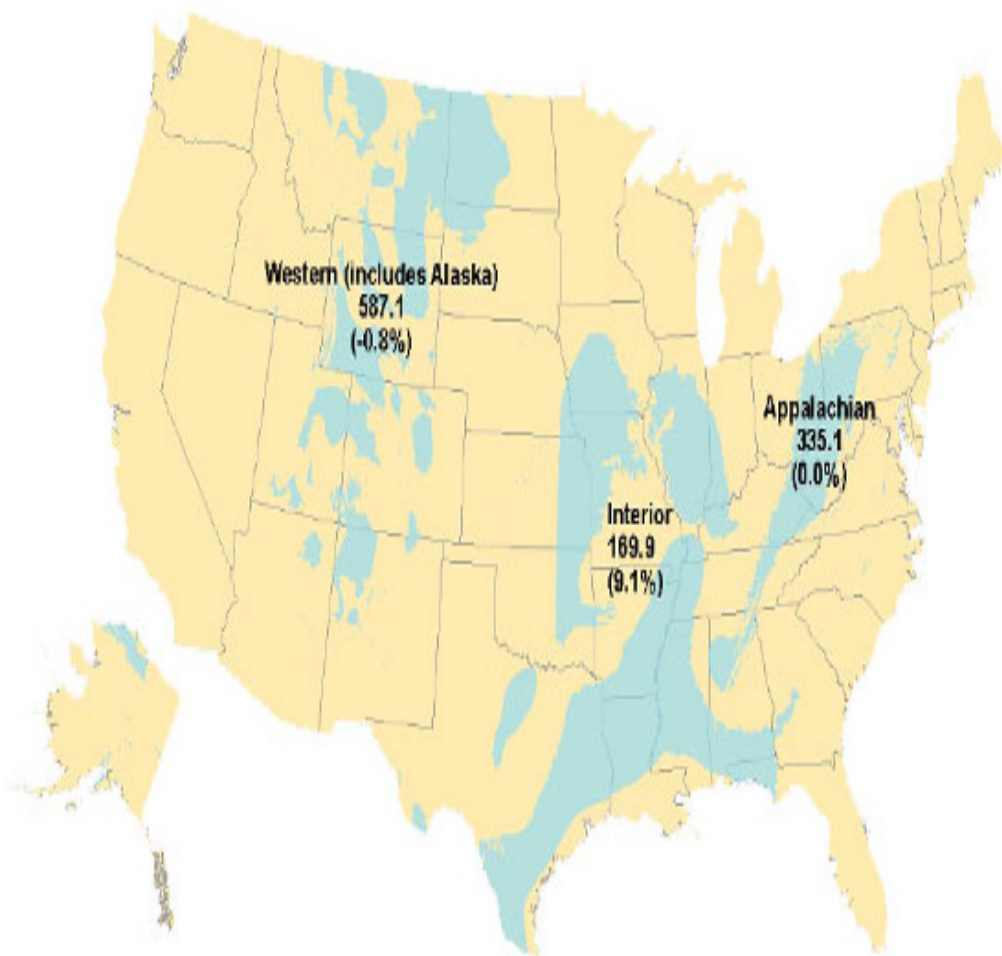 Western (includes Alaska)
587.1
(-0.8%)
Appalachian
335.1
(0.0%)
Interior
169.9
(9.1%)